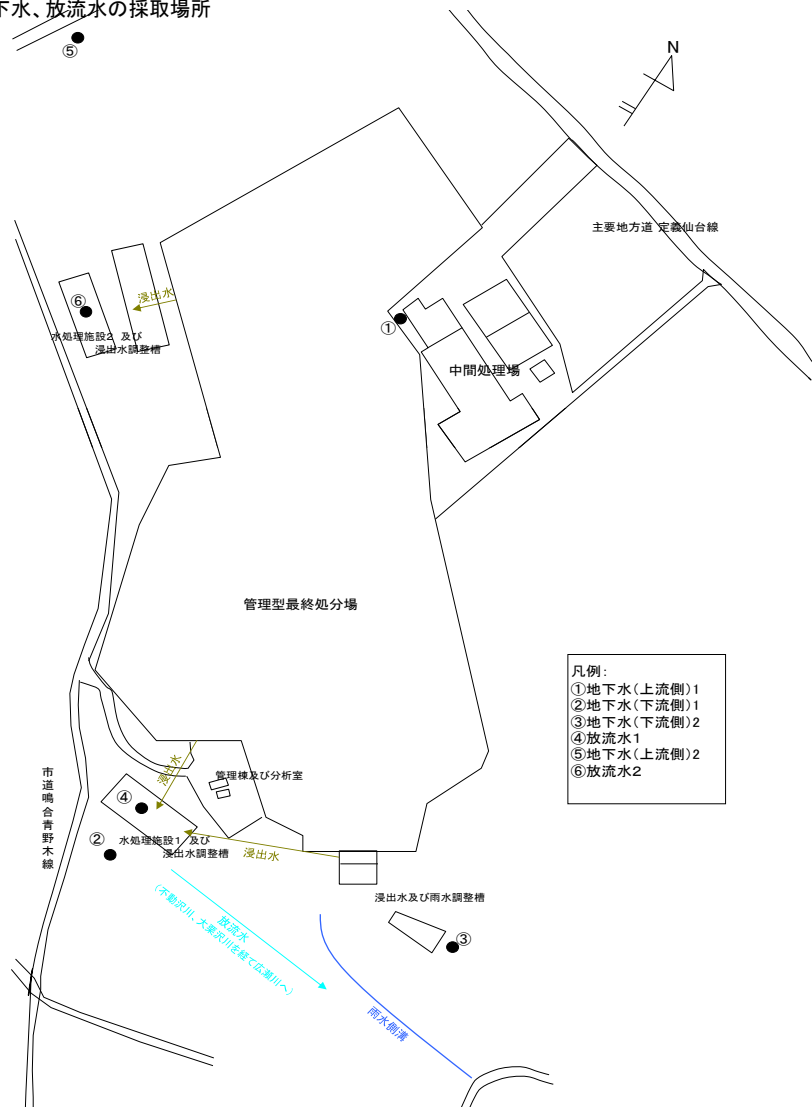 下水、放流水の採取場所
⑤
N
主要地方道 定義仙台線
浸出水
⑥
水処理施設2 及び
浸出水調整槽
①
中間処理場
管理型最終処分場
凡例:
①地下水(上流側)1
②地下水(下流側)1
③地下水(下流側)2
④放流水1
⑤地下水(上流側)2
⑥放流水2
市道鳴合青野木線
浸出水
管理棟及び分析室
④
②
水処理施設1 及び
浸出水調整槽
浸出水
浸出水及び雨水調整槽
③
放流水
(不動沢川、大栗沢川を経て広瀬川へ)
雨水側溝